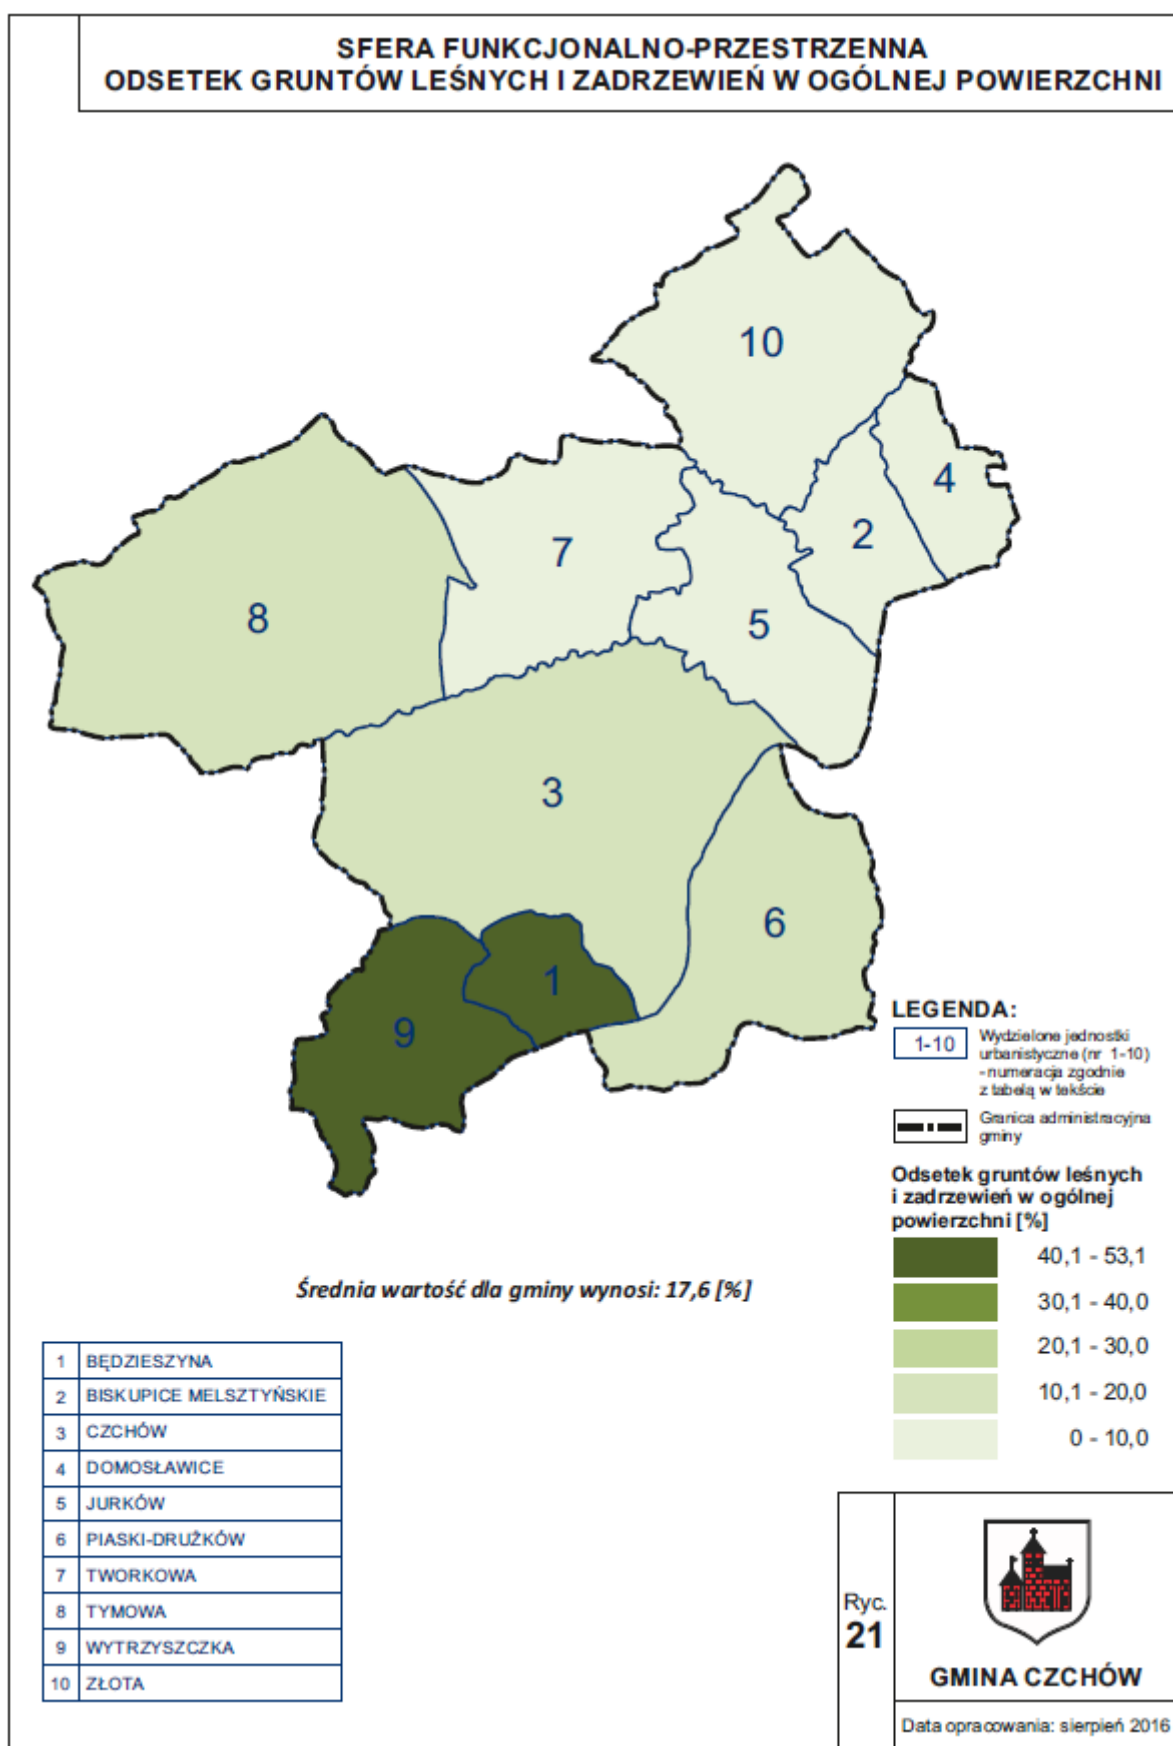 SFERA FUNKCJONALNO-PRZESTRZENNA
ODSETEK GRUNTÓW LEŚNYCH I ZADRZEWIEŃ W OGÓLNEJ POWIERZCHNI
10
4
2
7
5
8
3
6
1
9
LEGENDA:
1-10
Wydzielone jednostki
urbanistyczne (nr 1-10)
- numeracja zgodnie
z tabelą w tekście
Granica administracyjna
gminy
Odsetek gruntów leśnych
i zadrzewień w ogólnej
powierzchni [%]
40,1 - 53,1
30,1 - 40,0
20,1 - 30,0
10,1 - 20,0
0 - 10,0
Średnia wartość dla gminy wynosi: 17,6 [%]
1 BĘDZIESZYNA
2 BISKUPICE MELSZTYŃSKIE
3 CZCHÓW
4 DOMOSŁAWICE
5 JURKÓW
6 PIASKI-DRUŻKÓW
7 TWORKOWA
8 TYMOWA
9 WYTRZYSZCZKA
10 ZŁOTA
Ryc.
21
GMINA CZCHÓW
Data opracowania: sierpień 2016